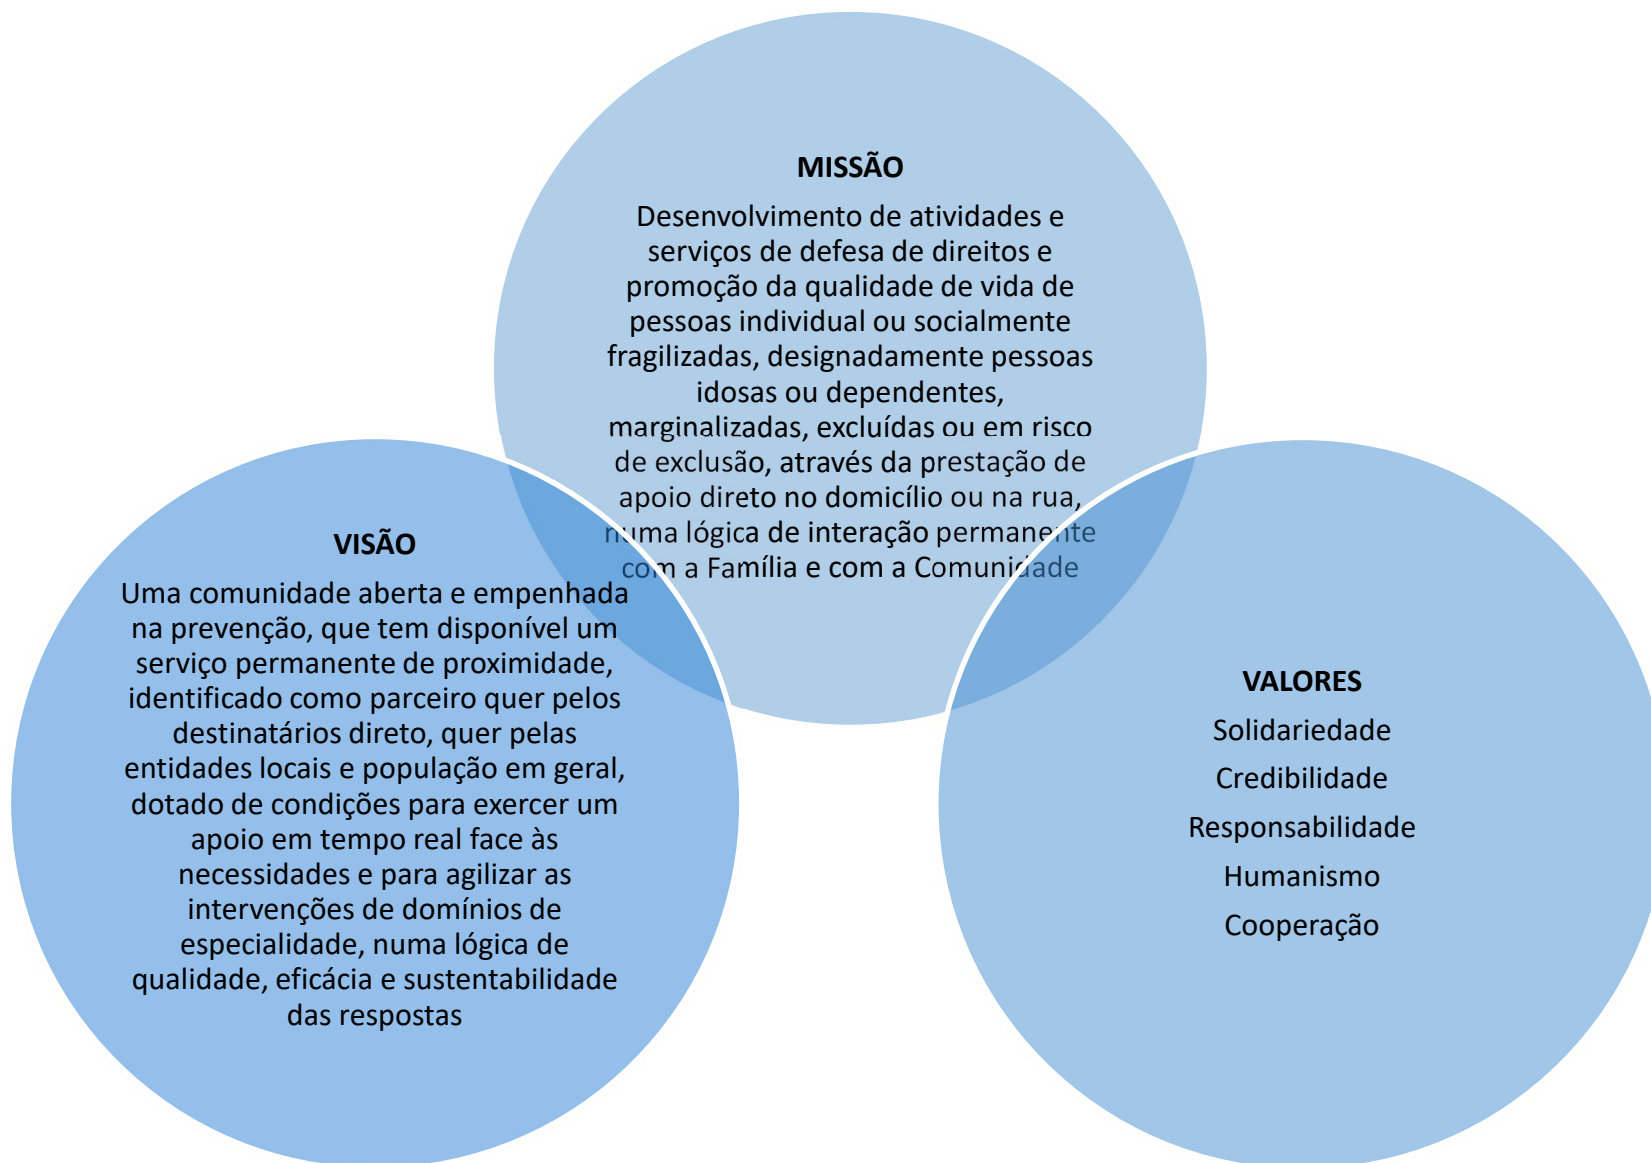 MISSÃO
Desenvolvimento de atividades e
serviços de defesa de direitos e
promoção da qualidade de vida de
pessoas individual ou socialmente
fragilizadas, designadamente pessoas
idosas ou dependentes,
marginalizadas, excluídas ou em risco
de exclusão, através da prestação de
apoio direto no domicílio ou na rua,
numa lógica de interação permanente
com a Família e com a Comunidade
VISÃO
Uma comunidade aberta e empenhada
na prevenção, que tem disponível um
serviço permanente de proximidade,
identificado como parceiro quer pelos
destinatários direto, quer pelas
entidades locais e população em geral,
dotado de condições para exercer um
apoio em tempo real face às
necessidades e para agilizar as
intervenções de domínios de
especialidade, numa lógica de
qualidade, eficácia e sustentabilidade
das respostas
VALORES
Solidariedade
Credibilidade
Responsabilidade
Humanismo
Cooperação